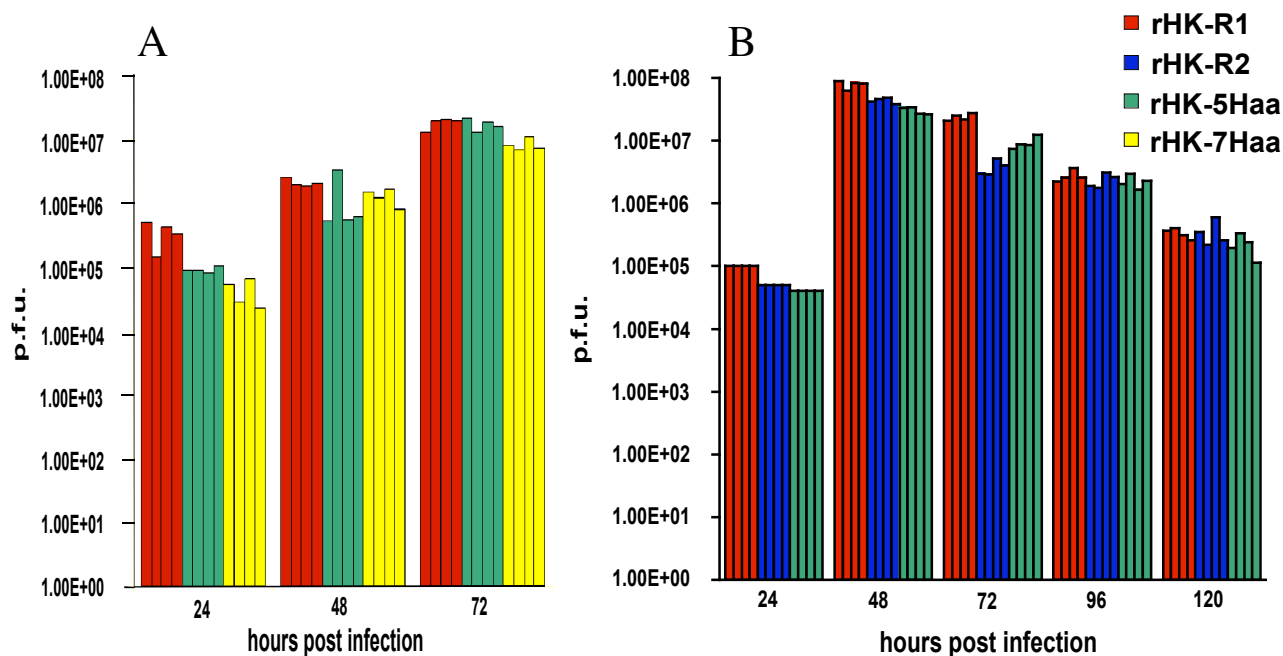 A
1.00E+08
1.00E+07
1.00E+06
1.00E+05
1.00E+04
1.00E+03
1.00E+02
1.00E+01
1.00E+00
p.f.u.
24 48 72
hours post infection
B
1.00E+08
1.00E+07
1.00E+06
1.00E+05
1.00E+04
1.00E+03
1.00E+02
1.00E+01
1.00E+00
p.f.u.
24 48 72 96 120
hours post infection
rHK-R1
rHK-R2
rHK-5Haa
rHK-7Haa